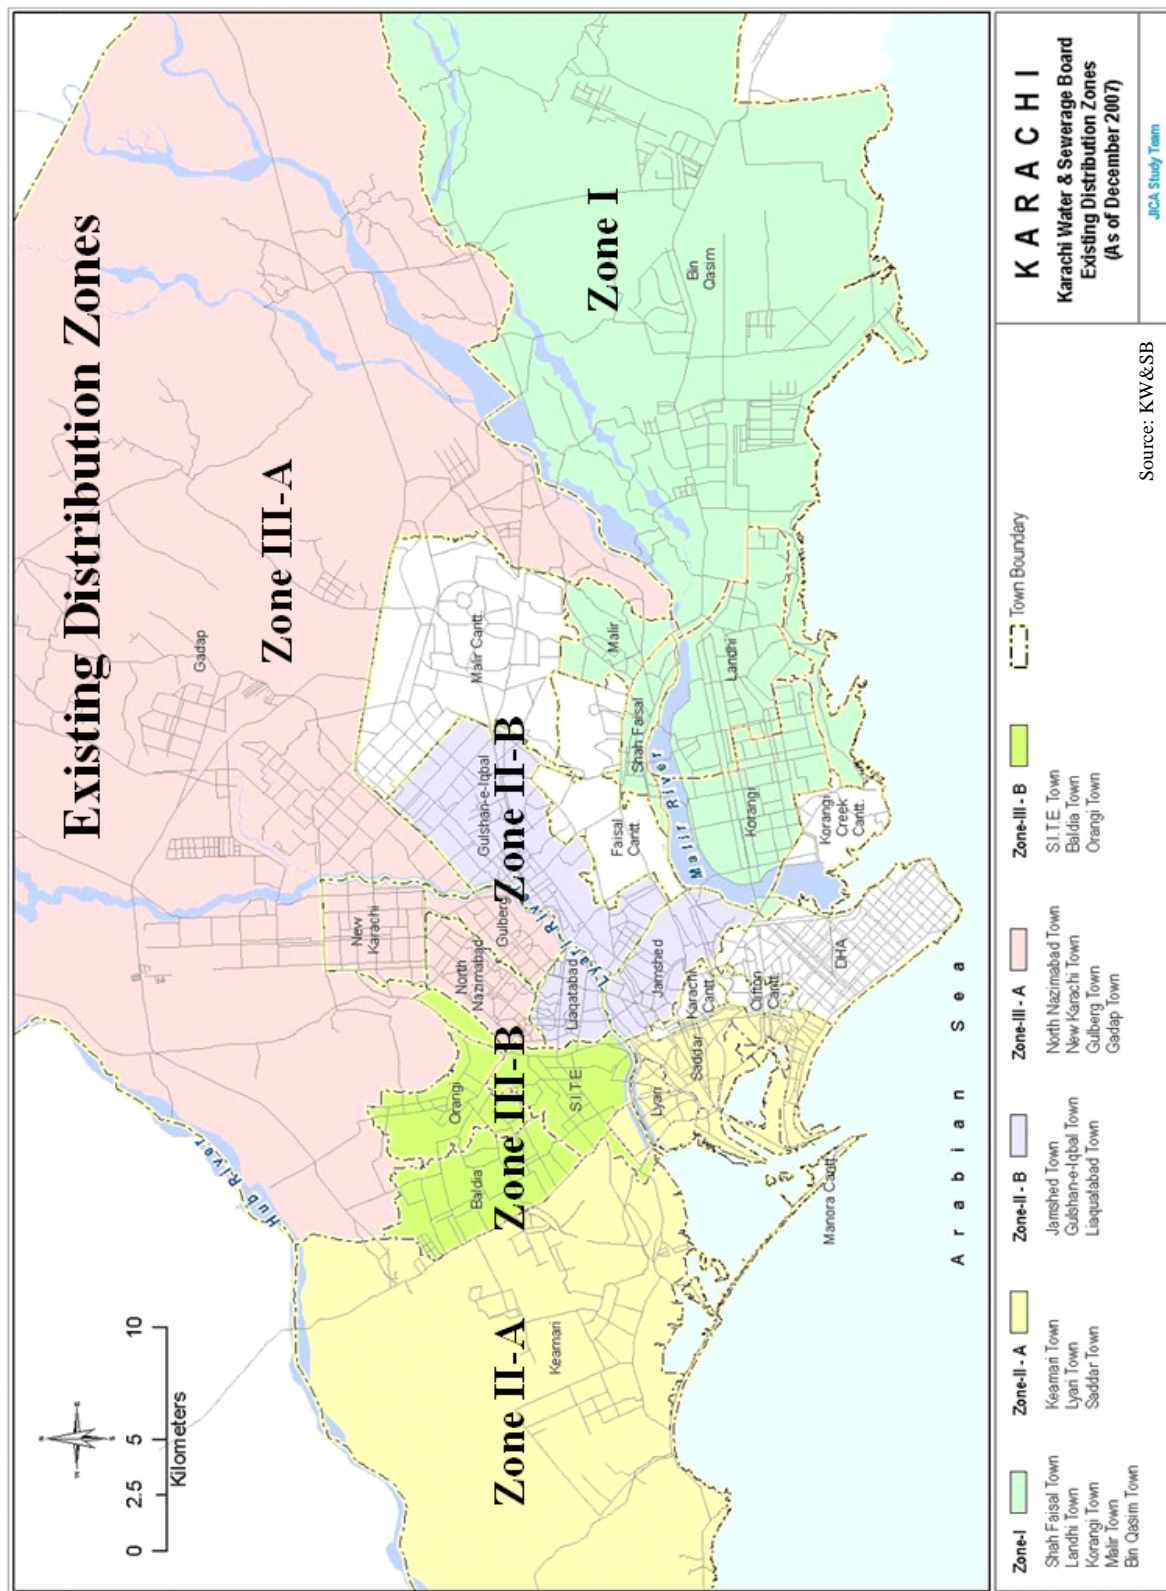 Existing Distribution Zones
0
2.5
5
10
Kilometers
Hub River
Gadap
Zone III-A
New
Karachi
North
Nazimabad
Gulberg
Malir Cantt.
Gulshan-e-Iqbal
Zone II-B
Lyari River
Liaqatabad
Zone III-B
Orangi
Baldia
S I T E
Zone II-A
Keamari
Lyari
Saddar
Jamshed
Karachi
Cantt.
Clifton
Cantt.
DHA
Manora Cantt.
Faisal
Cantt.
Shah Faisal
Malir
Malir River
Landhi
Korangi
Korangi
Creek
Cantt.
Zone I
Bin
Qasim
Arabian Sea
Zone-I
Shah Faisal Town
Landhi Town
Korangi Town
Malir Town
Bin Qasim Town
Zone-II - A
Keamari Town
Lyari Town
Saddar Town
Zone-II - B
Jamshed Town
Gulshan-e-Iqbal Town
Liaqualabad Town
Zone-III - A
North Nazimabad Town
New Karachi Town
Gulberg Town
Gadap Town
Zone-III - B
S.I.T.E. Town
Baldia Town
Orangi Town
Town Boundary
KARACHI
Karachi Water & Sewerage Board
Existing Distribution Zones
(As of December 2007)
JICA Study Team
Source: KW&SB